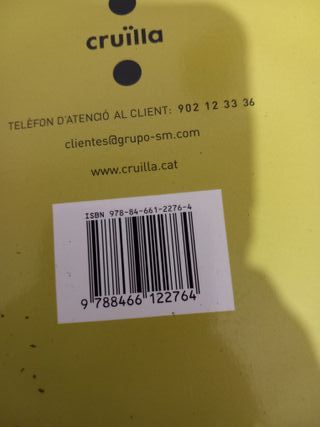 cruïlla
TELÈFON D'ATENCIÓ AL CLIENT: 902 12 33 36
clientes@grupo-sm.com
www.cruilla.cat
ISBN 978-84-661-2276-4
9 788466 122764